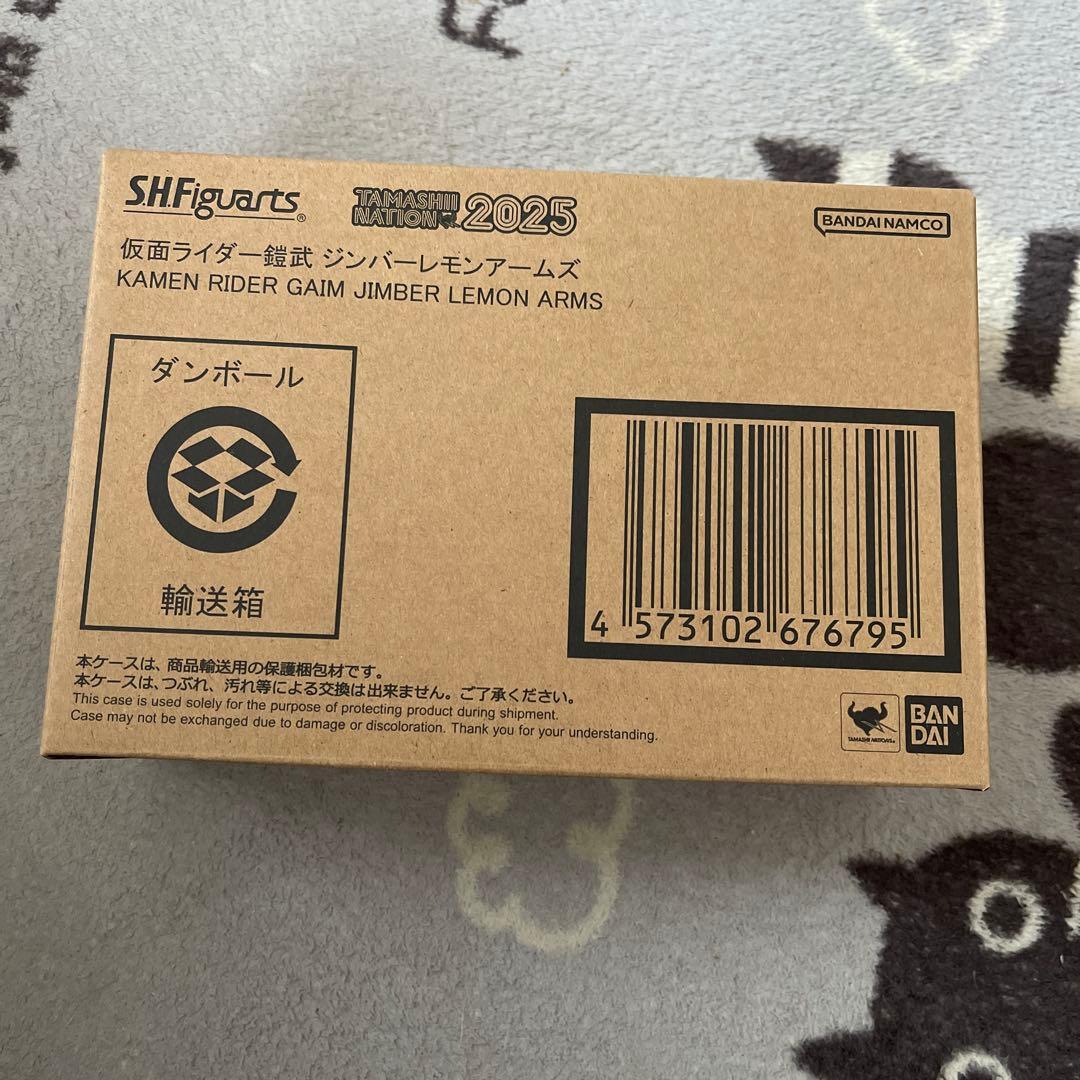 S.H.Figuarts®
TAMASHII NATION 2025
BANDAI NAMCO
仮面ライダー鎧武 ジンバーレモンアームズ
KAMEN RIDER GAIM JIMBER LEMON ARMS
ダンボール
輸送箱
4 573102 676795
本ケースは、商品輸送用の保護梱包材です。
本ケースは、つぶれ、汚れ等による交換は出来ません。ご了承ください。
This case is used solely for the purpose of protecting product during shipment.
Case may not be exchanged due to damage or discoloration. Thank you for your understanding.
TAMASHII NATIONS®
BAN
DAI